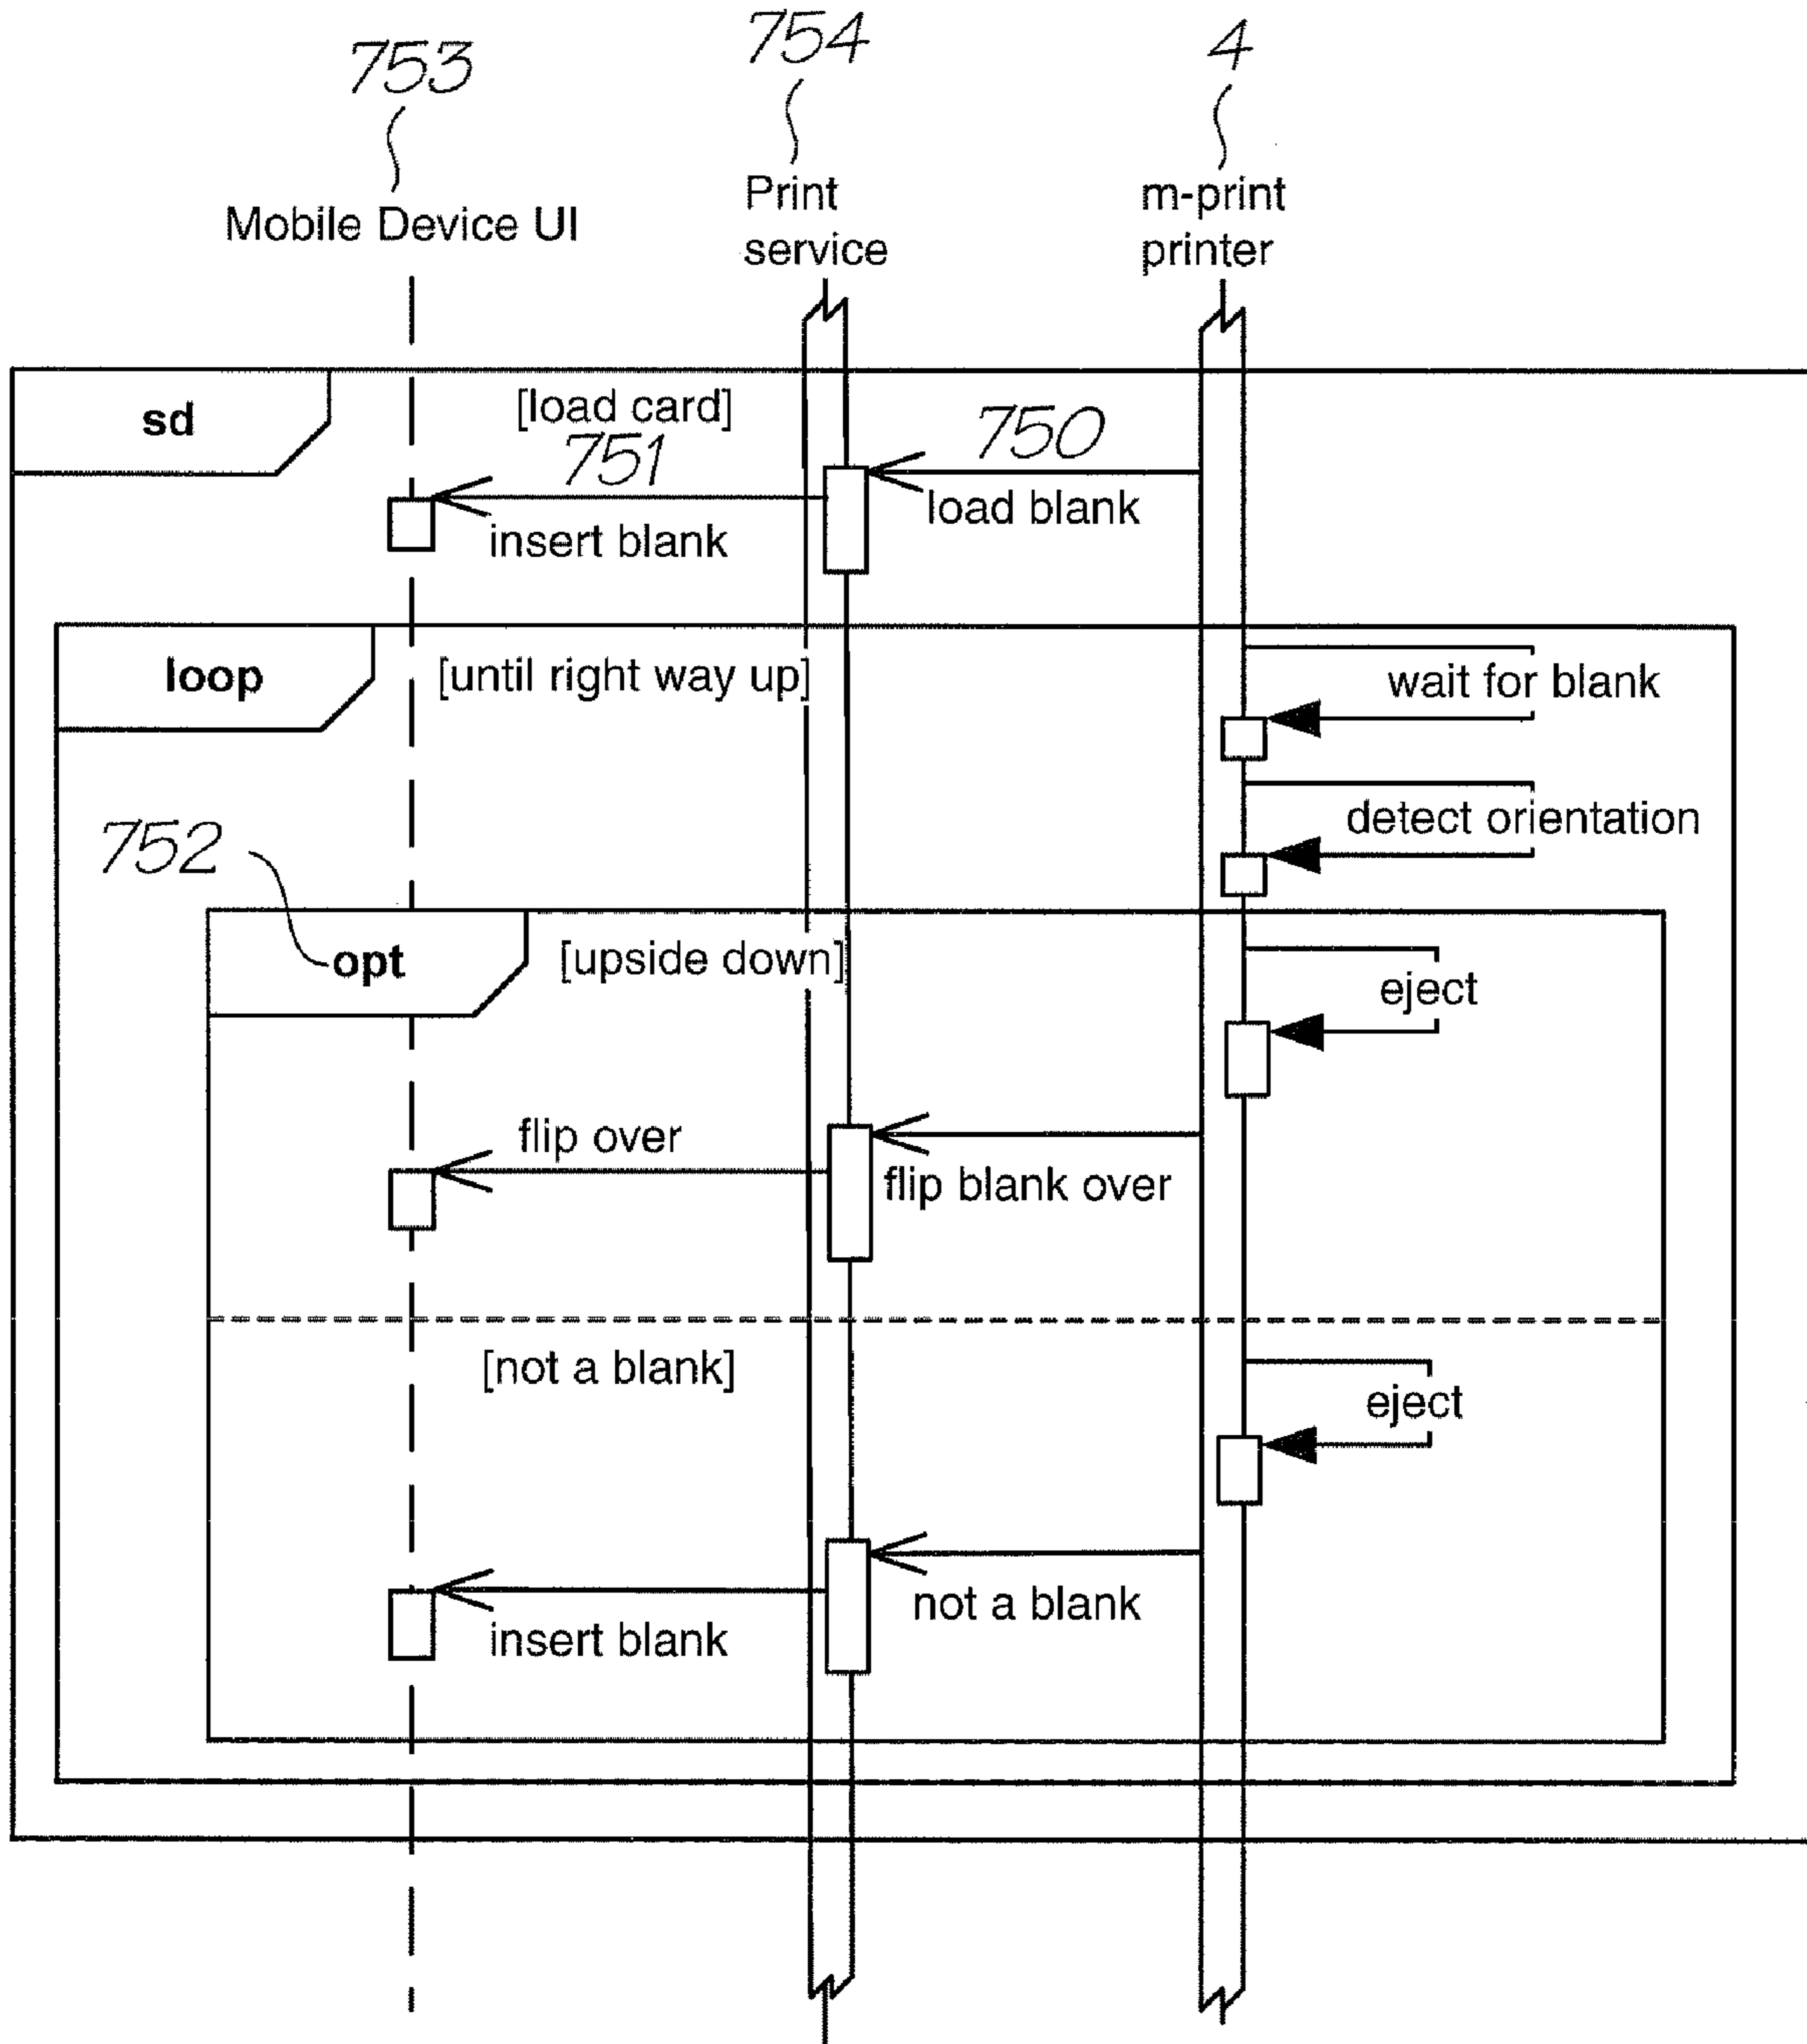 753
754
4
Mobile Device UI
Print
service
m-print
printer
sd
[load card]
751
750
insert blank
load blank
loop
[until right way up]
wait for blank
detect orientation
752
opt
[upside down]
eject
flip over
flip blank over
[not a blank]
eject
not a blank
insert blank